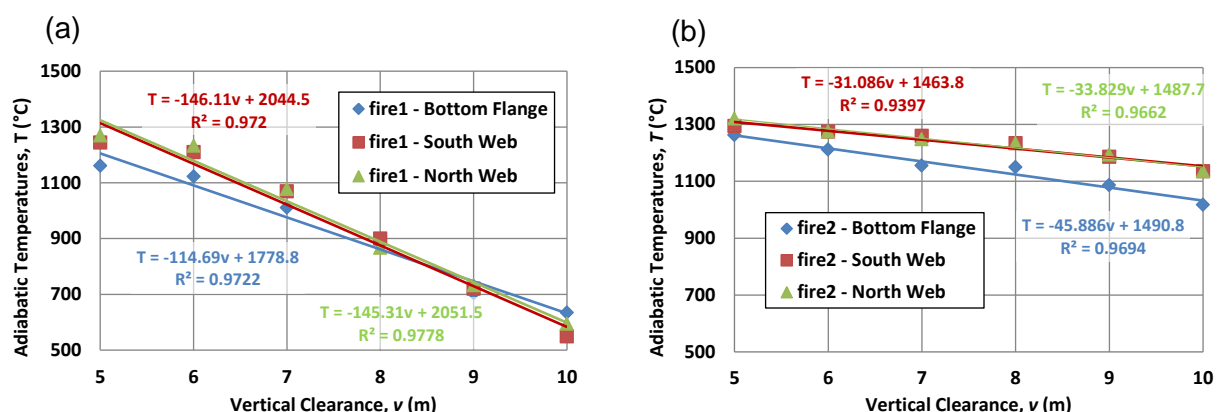 (a)
1500
1300
1100
900
700
500
5
6
7
8
9
10
Adiabatic Temperatures, T (°C)
Vertical Clearance, v (m)
T = -146.11v + 2044.5
R² = 0.972
T = -114.69v + 1778.8
R² = 0.9722
T = -145.31v + 2051.5
R² = 0.9778
fire1 - Bottom Flange
fire1 - South Web
fire1 - North Web
(b)
1500
1300
1100
900
700
500
5
6
7
8
9
10
Adiabatic Temperatures, T (°C)
Vertical Clearance, v (m)
T = -31.086v + 1463.8
R² = 0.9397
T = -33.829v + 1487.7
R² = 0.9662
T = -45.886v + 1490.8
R² = 0.9694
fire2 - Bottom Flange
fire2 - South Web
fire2 - North Web